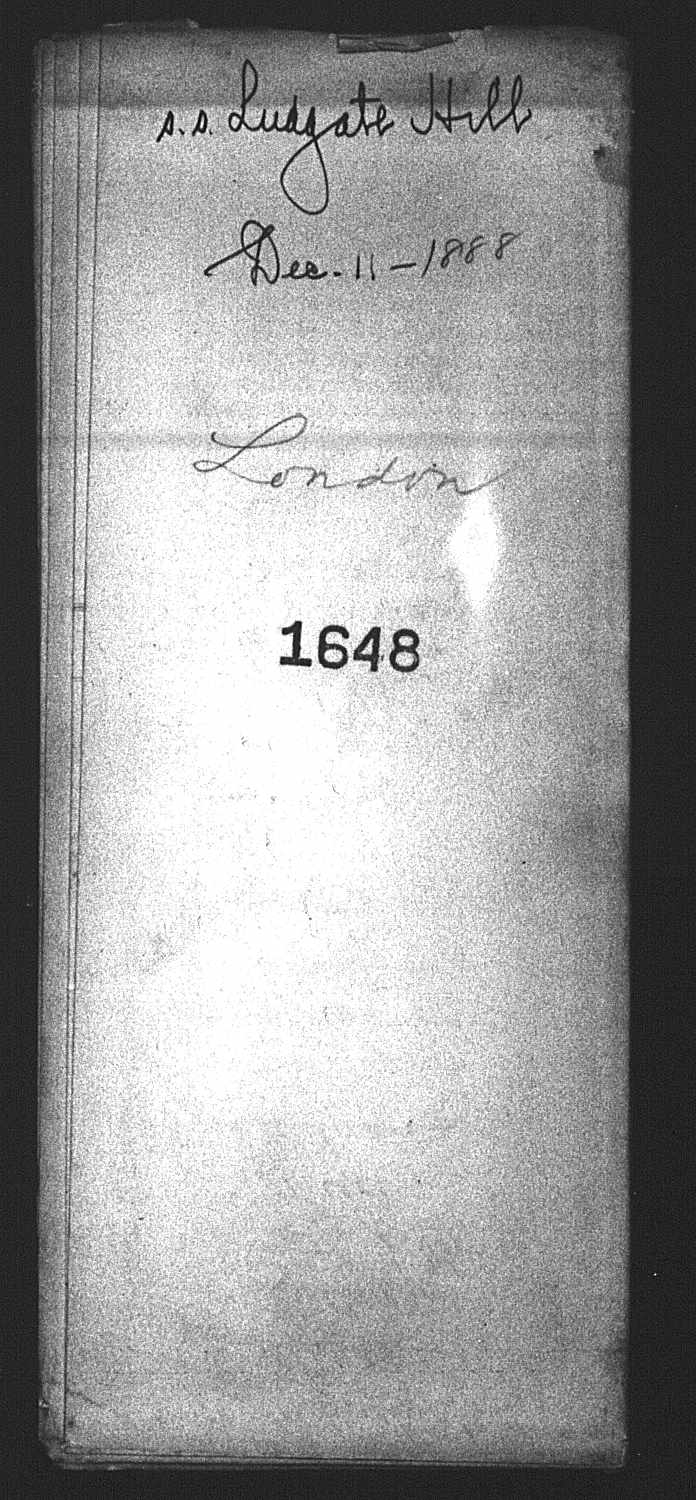 s.s. Ludgate Hill
Dec. 11 - 1888
London
1648